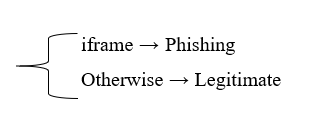 iframe → Phishing
Otherwise → Legitimate